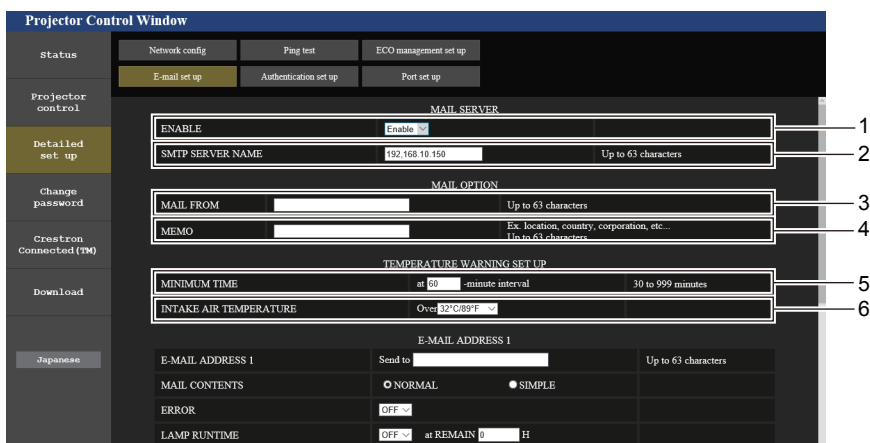 Projector Control Window
Status
Network config
Ping test
ECO management set up
E-mail set up
Authentication set up
Port set up
Projector
control
Detailed
set up
Change
password
Crestron
Connected(TM)
Download
Japanese
MAIL SERVER
ENABLE Enable 1
SMTP SERVER NAME 192.168.10.150 Up to 63 characters 2
MAIL OPTION
MAIL FROM Up to 63 characters 3
MEMO Ex. location, country, corporation, etc... 4
Up to 63 characters
TEMPERATURE WARNING SET UP
MINIMUM TIME at 60 -minute interval 30 to 999 minutes 5
INTAKE AIR TEMPERATURE Over 32°C/89°F 6
E-MAIL ADDRESS 1
E-MAIL ADDRESS 1 Send to Up to 63 characters
MAIL CONTENTS NORMAL SIMPLE
ERROR OFF
LAMP RUNTIME OFF at REMAIN 0 H